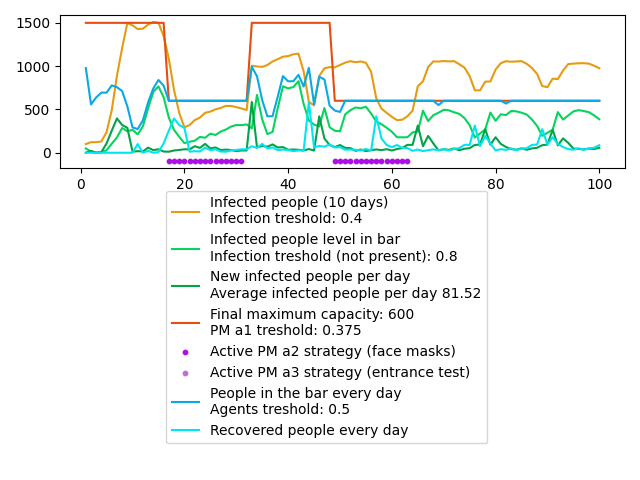 1500
1000
500
0
0
20
40
60
80
100
Infected people (10 days)
Infection treshold: 0.4
Infected people level in bar
Infection treshold (not present): 0.8
New infected people per day
Average infected people per day 81.52
Final maximum capacity: 600
PM a1 treshold: 0.375
Active PM a2 strategy (face masks)
Active PM a3 strategy (entrance test)
People in the bar every day
Agents treshold: 0.5
Recovered people every day